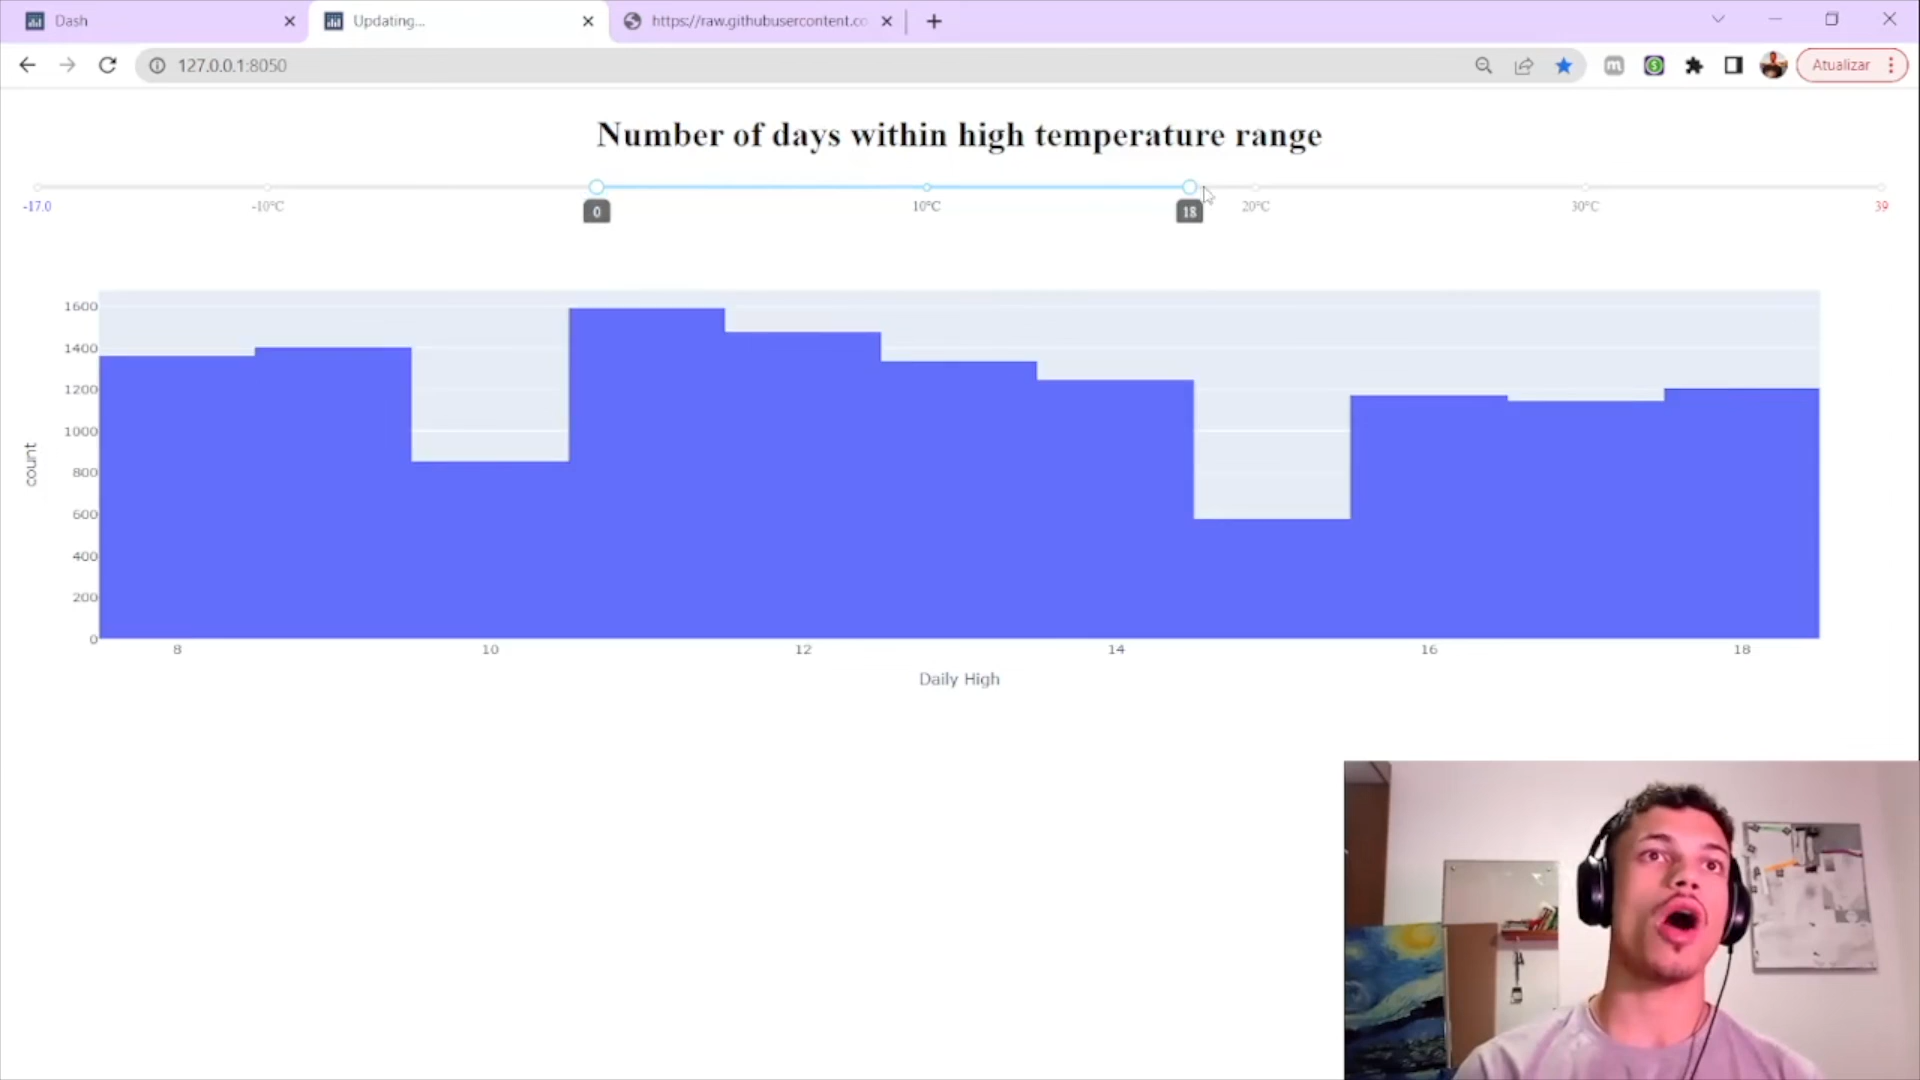 Dash
Updating...
https://raw.githubusercontent.co
127.0.0.1:8050
Atualizar
Number of days within high temperature range
-17.0 -10°C 10°C 20°C 30°C 39
0 18
1600
1400
1200
1000
800
600
400
200
0
count
8 10 12 14 16 18
Daily High